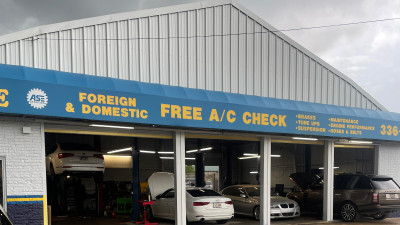 E
ASE
FOREIGN
& DOMESTIC
FREE A/C CHECK
•BRAKES
•TUNE UPS
•SUSPENSION
•MAINTENANCE
•ENGINE PERFORMANCE
•HOSES & BELTS
336-